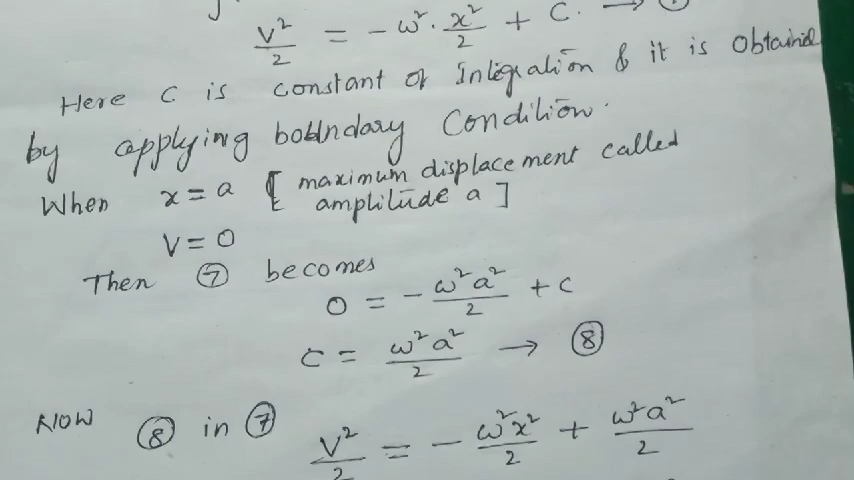 v²/2 = - ω². x²/2 + C. →
Here C is constant of Integration & it is obtained
by applying boundary Condition.
When x = a [ maximum displacement called
amplitude a ]
V = 0
Then ⑦ becomes
0 = - ω²a²/2 + C
C = ω²a²/2 → ⑧
Now ⑧ in ⑦
V²/2 = - ω²x²/2 + ω²a²/2